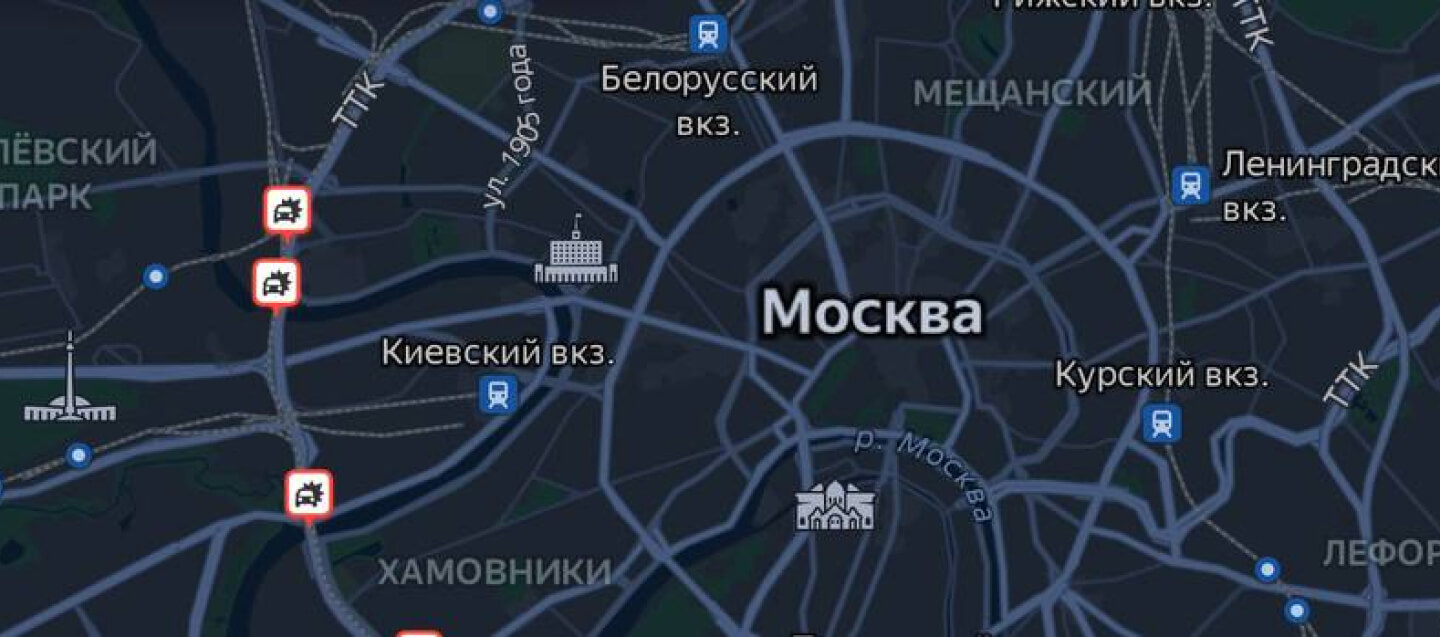 Рижский вкз.
ТТК
Белорусский
вкз.
МЕЩАНСКИЙ
ТТК
ул. 1905 года
ЛЁВСКИЙ
ПАРК
Ленинградск
вкз.
Москва
Киевский вкз.
Курский вкз.
ТТК
р. Москва
ЛЕФОР
ХАМОВНИКИ